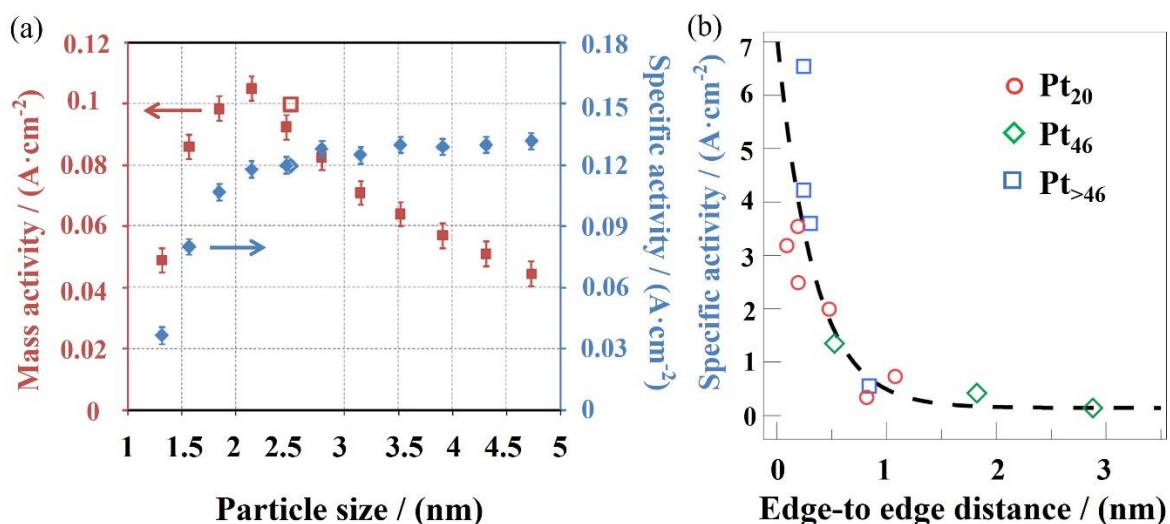 (a)
Mass activity / (A·cm⁻²)
0.12
0.1
0.08
0.06
0.04
0.02
0
0.18
0.15
0.12
0.09
0.06
0.03
0
Specific activity / (A·cm⁻²)
1 1.5 2 2.5 3 3.5 4 4.5 5
Particle size / (nm)
(b)
Specific activity / (A·cm⁻²)
7
6
5
4
3
2
1
0
Pt₂₀
Pt₄₆
Pt>₄₆
0 1 2 3
Edge-to edge distance / (nm)